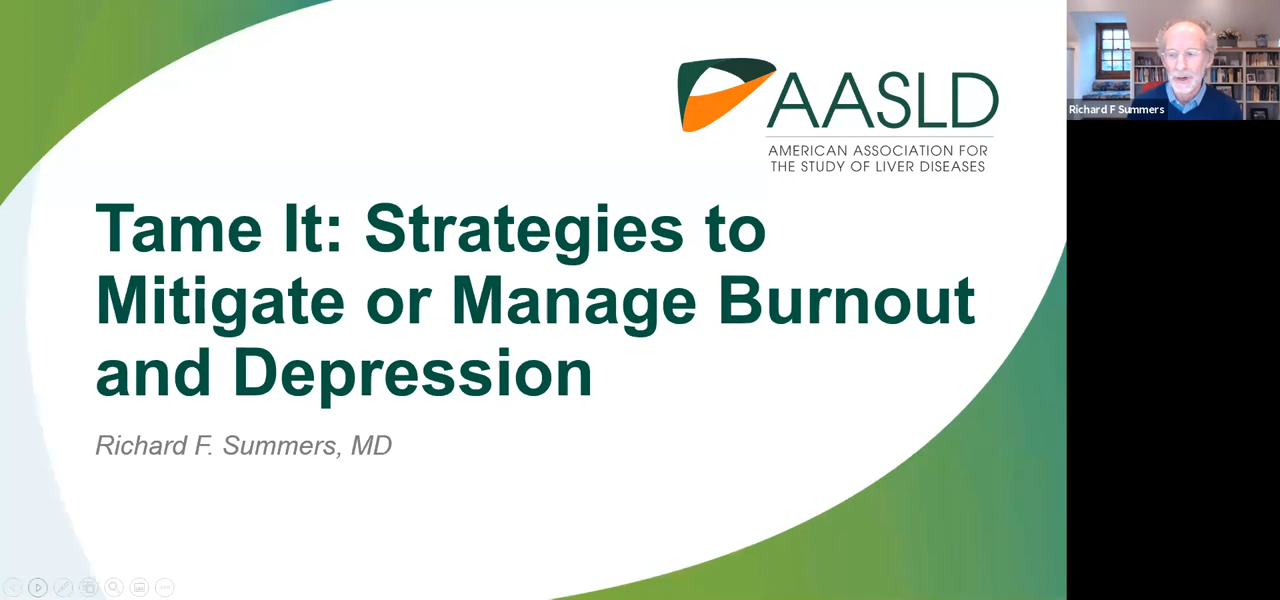 AASLD
AMERICAN ASSOCIATION FOR
THE STUDY OF LIVER DISEASES
Richard F Summers
Tame It: Strategies to
Mitigate or Manage Burnout
and Depression
Richard F. Summers, MD